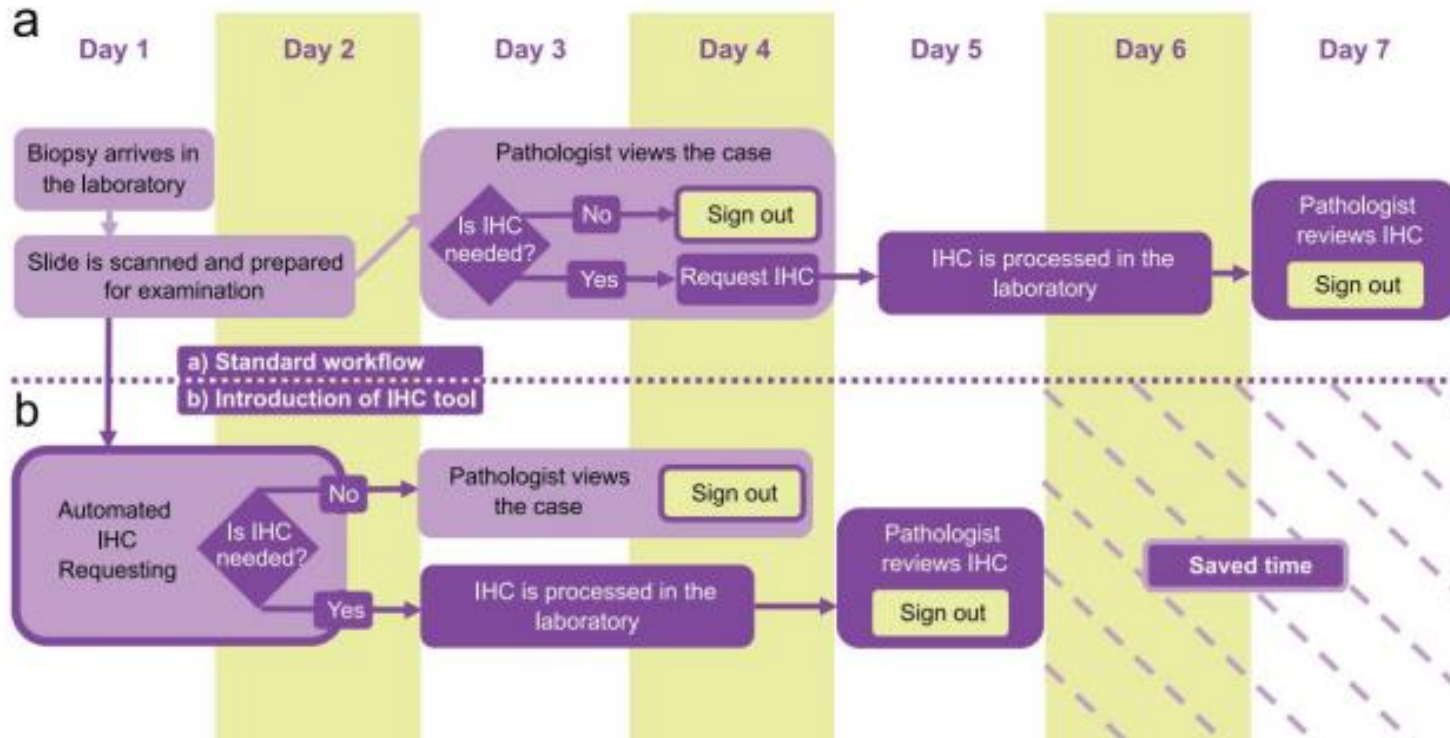 a
Day 1 Day 2 Day 3 Day 4 Day 5 Day 6 Day 7
Biopsy arrives in
the laboratory
Slide is scanned and prepared
for examination
Pathologist views the case
Is IHC
needed?
No
Sign out
Yes
Request IHC
IHC is processed in the
laboratory
Pathologist
reviews IHC
Sign out
a) Standard workflow
b) Introduction of IHC tool
b
Automated
IHC
Requesting
Is IHC
needed?
No
Pathologist views
the case
Sign out
Yes
IHC is processed in the
laboratory
Pathologist
reviews IHC
Sign out
Saved time